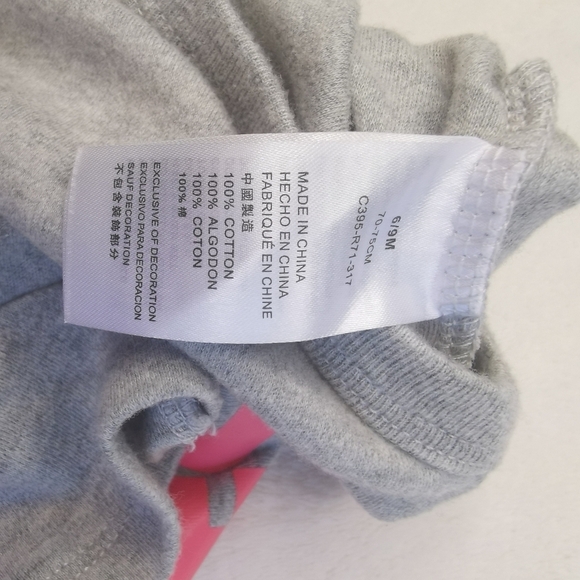 6/9M
70-75CM
C395-R71-317
MADE IN CHINA
HECHO EN CHINA
FABRIQUÉ EN CHINE
中國製造
100% COTTON
100% ALGODON
100% COTON
100% 棉
EXCLUSIVE OF DECORATION
EXCLUSIVO PARA DECORACION
SAUF DECORATION
不包含裝飾部分